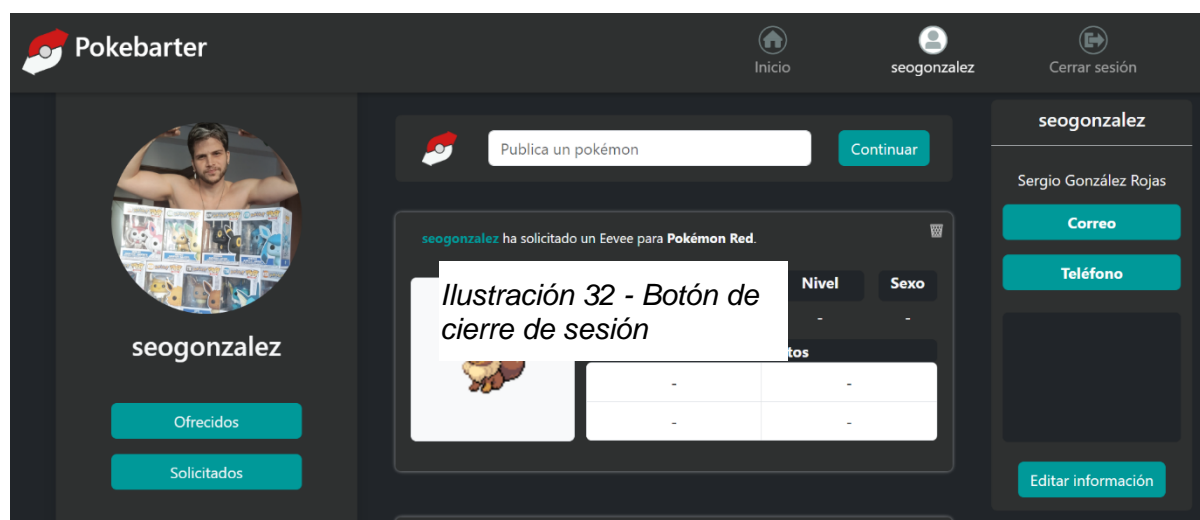 Pokebarter
Inicio
seogonzalez
Cerrar sesión
seogonzalez
Ofrecidos
Solicitados
Publica un pokémon
Continuar
seogonzalez ha solicitado un Eevee para Pokémon Red.
Nivel
Sexo
-
-
Ilustración 32 - Botón de
cierre de sesión
tos
-
-
-
-
seogonzalez
Sergio González Rojas
Correo
Teléfono
Editar información